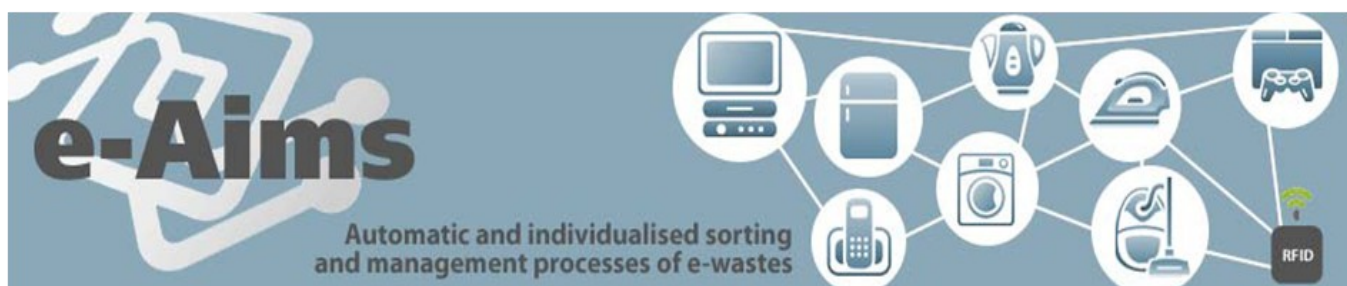 e-Aims
Automatic and individualised sorting
and management processes of e-wastes
RFID